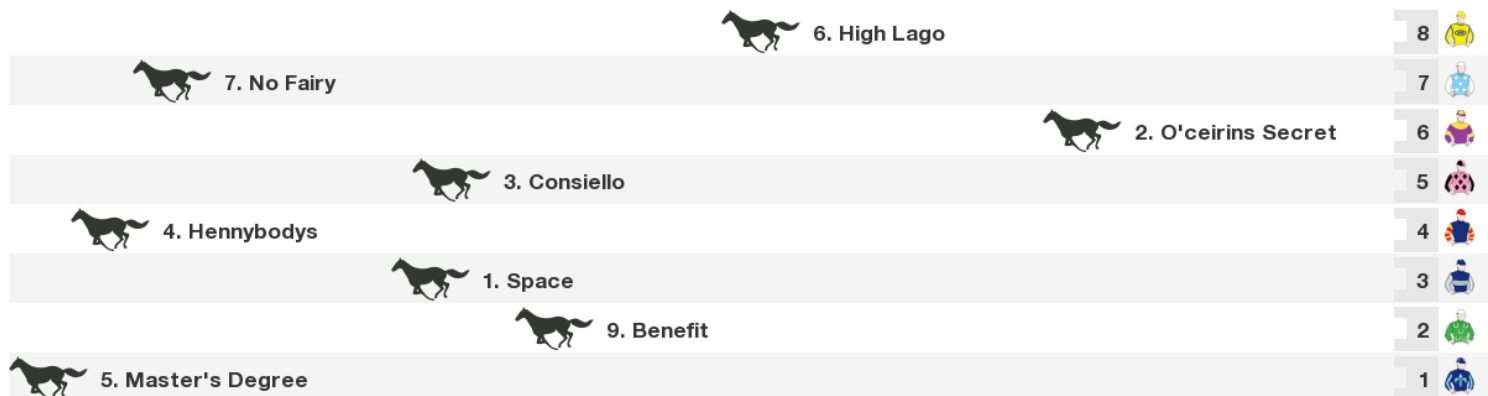 6. High Lago 8
7. No Fairy 7
2. O'ceirins Secret 6
3. Consiello 5
4. Hennybodys 4
1. Space 3
9. Benefit 2
5. Master's Degree 1